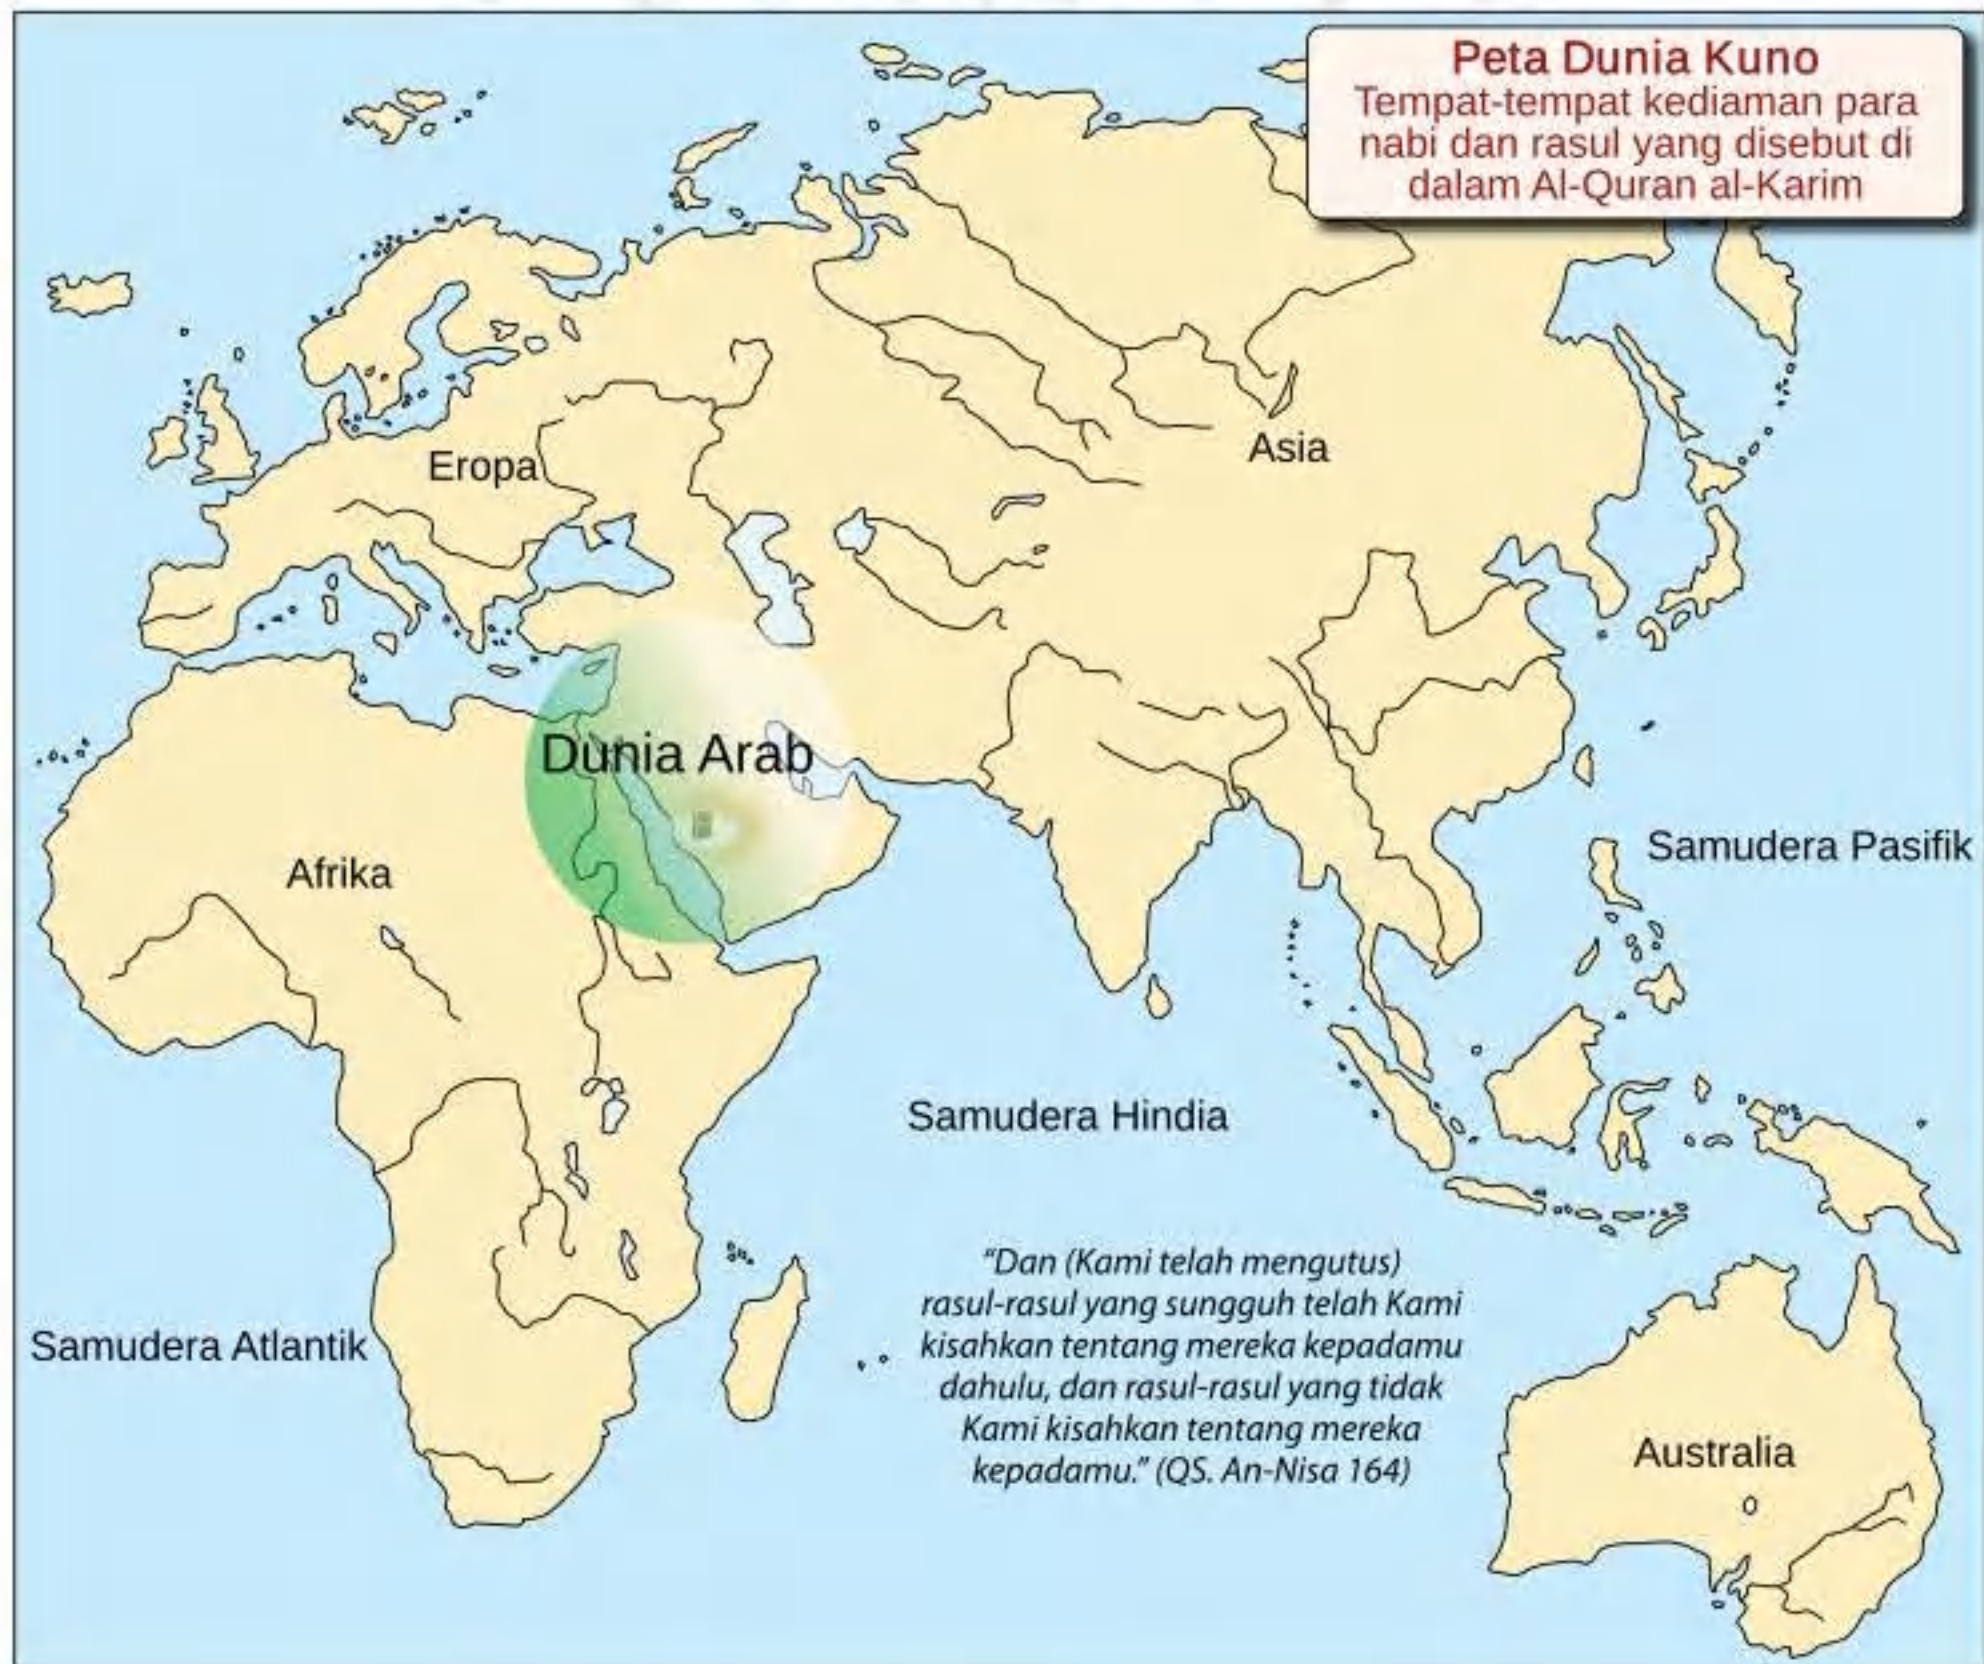 Peta Dunia Kuno
Tempat-tempat kediaman para
nabi dan rasul yang disebut di
dalam Al-Quran al-Karim
Eropa
Asia
Dunia Arab
Afrika
Samudera Pasifik
Samudera Hindia
Samudera Atlantik
“Dan (Kami telah mengutus)
rasul-rasul yang sungguh telah Kami
kisahkan tentang mereka kepadamu
dahulu, dan rasul-rasul yang tidak
Kami kisahkan tentang mereka
kepadamu.” (QS. An-Nisa 164)
Australia